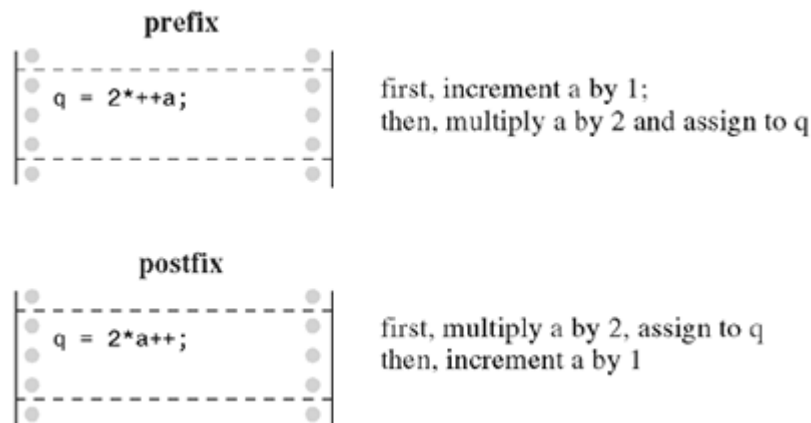 prefix
q = 2*++a;
first, increment a by 1;
then, multiply a by 2 and assign to q
postfix
q = 2*a++;
first, multiply a by 2, assign to q
then, increment a by 1